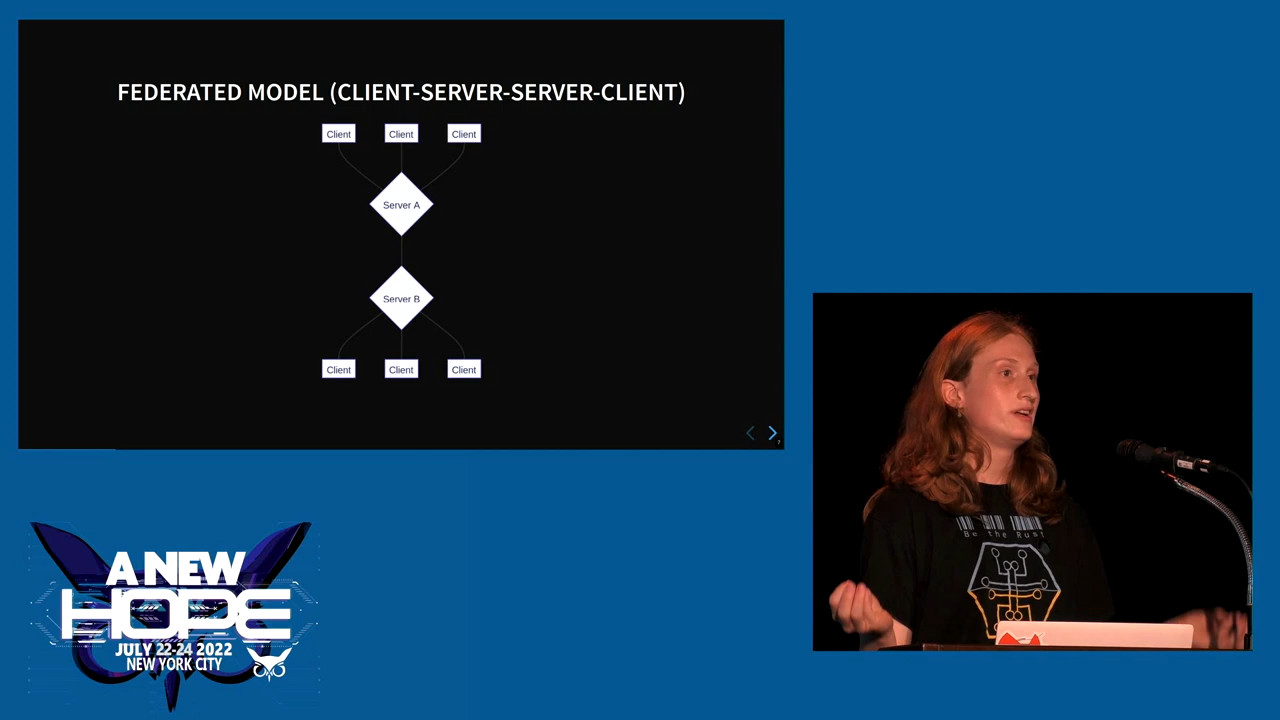 FEDERATED MODEL (CLIENT-SERVER-SERVER-CLIENT)
Client Client Client
Server A
Server B
Client Client Client
7
Be the Rust
A NEW
HOPE
JULY 22-24 2022
NEW YORK CITY